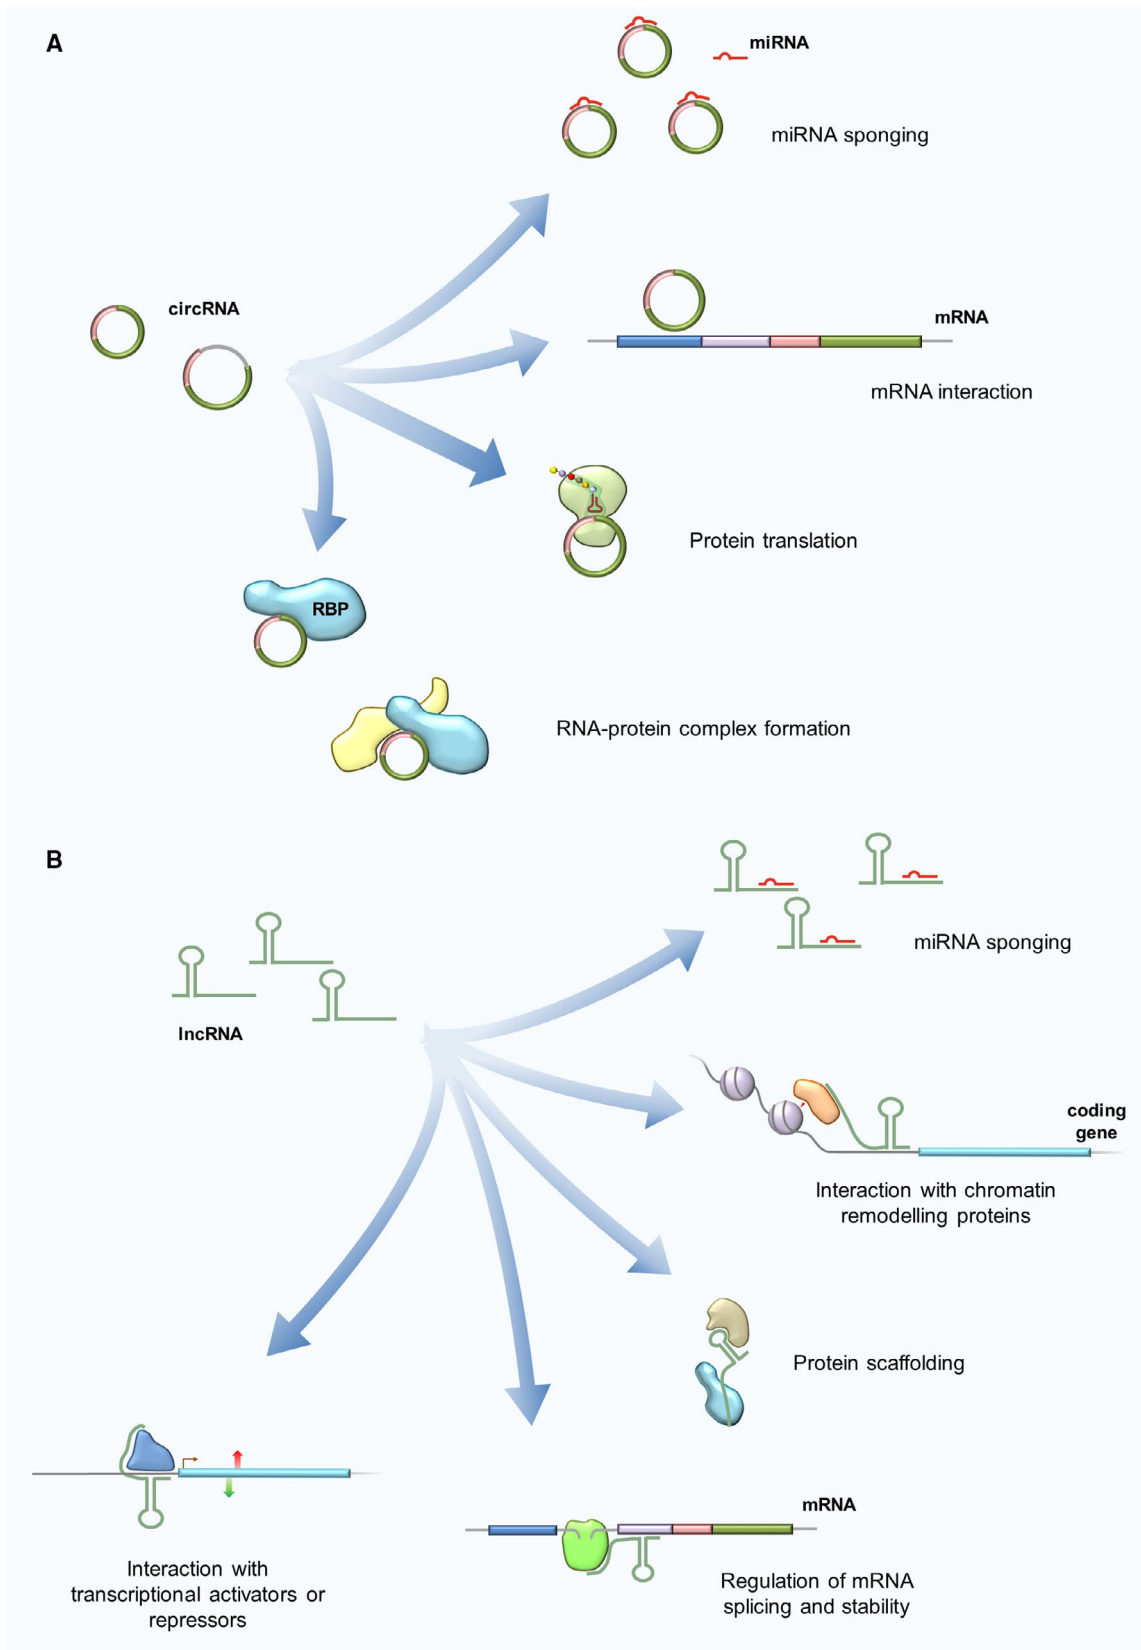 A
miRNA
miRNA sponging
circRNA
mRNA
mRNA interaction
Protein translation
RBP
RNA-protein complex formation
B
miRNA sponging
lncRNA
coding
gene
Interaction with chromatin
remodelling proteins
Protein scaffolding
mRNA
Interaction with
transcriptional activators or
repressors
Regulation of mRNA
splicing and stability